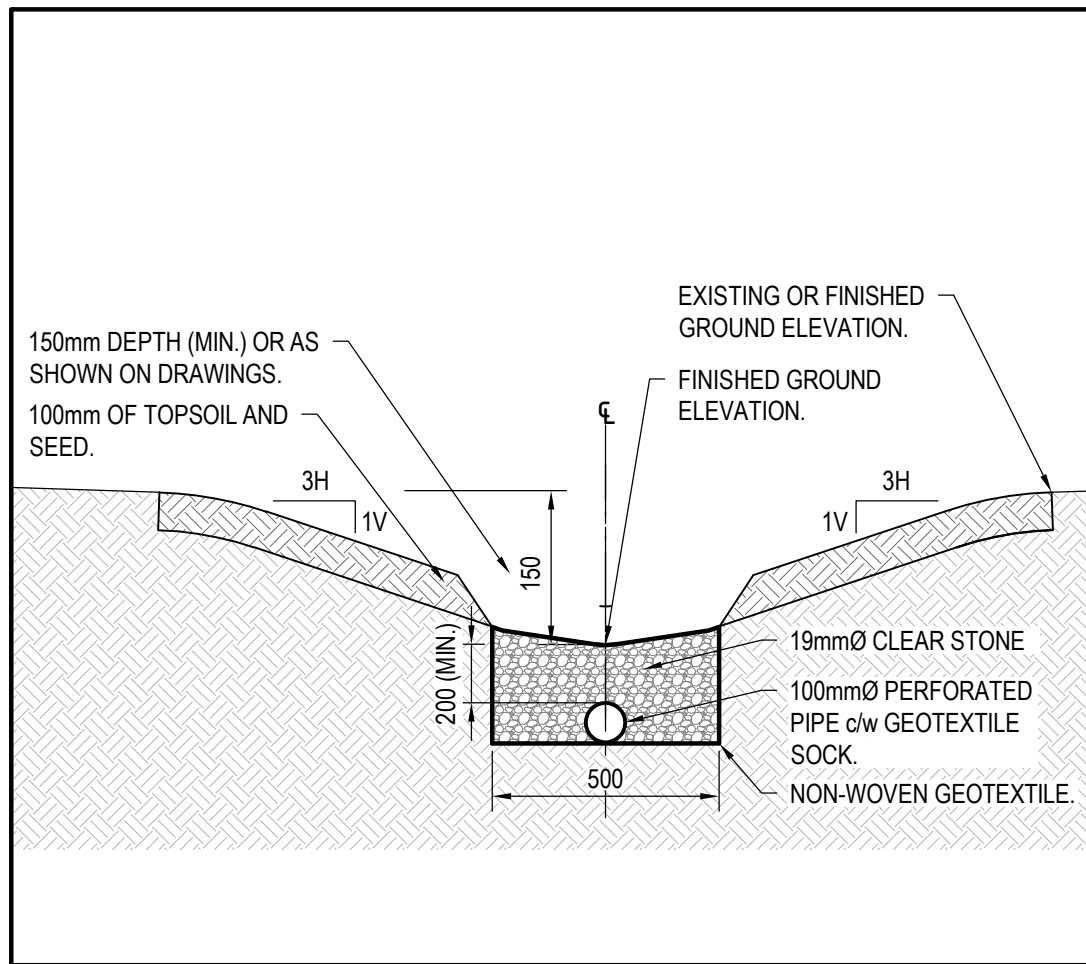 EXISTING OR FINISHED
GROUND ELEVATION.
150mm DEPTH (MIN.) OR AS
SHOWN ON DRAWINGS.
FINISHED GROUND
ELEVATION.
100mm OF TOPSOIL AND
SEED.
℄
3H
1V
3H
1V
150
200 (MIN.)
19mmØ CLEAR STONE
100mmØ PERFORATED
PIPE c/w GEOTEXTILE
SOCK.
500
NON-WOVEN GEOTEXTILE.